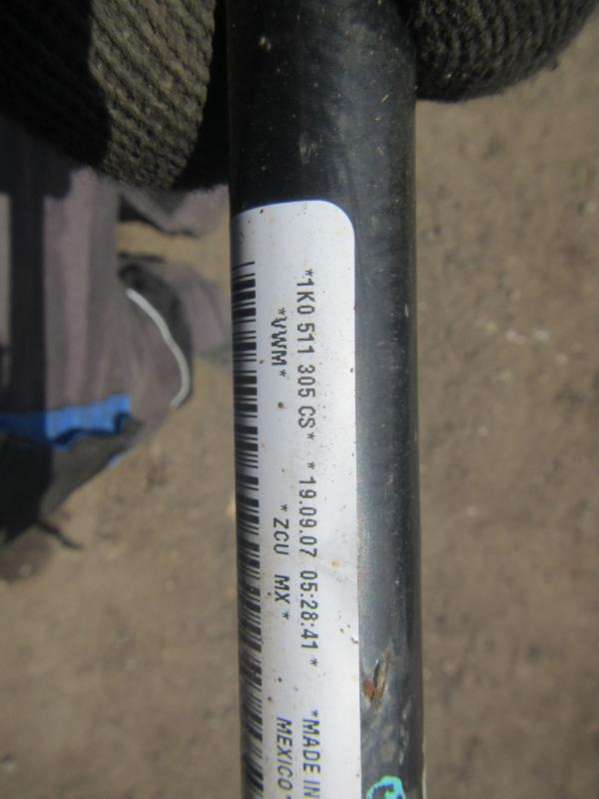 *1K0 511 305 CS* *19.09.07 05:28:41* *MADE IN
*VWM* *ZCU MX* MEXICO*